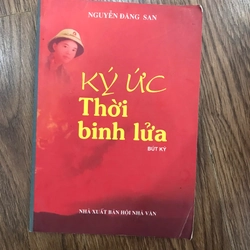 NGUYỄN ĐĂNG SAN
KÝ ỨC
Thời
binh lửa
BÚT KÝ
NHÀ XUẤT BẢN HỘI NHÀ VĂN